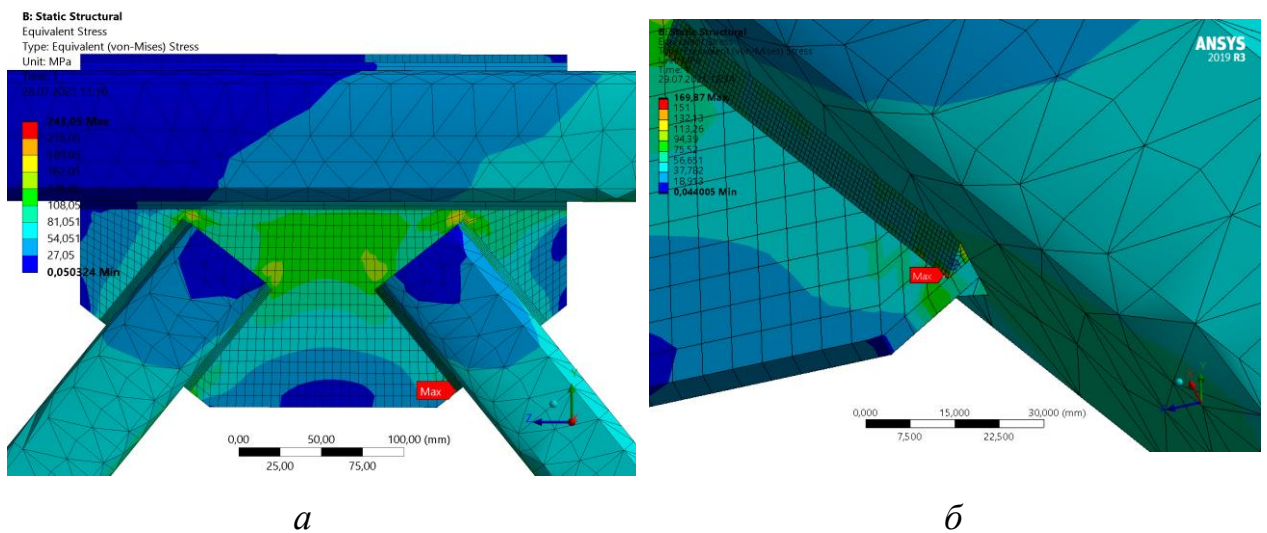 B: Static Structural
Equivalent Stress
Type: Equivalent (von-Mises) Stress
Unit: MPa
108,05
81,051
54,051
27,05
0,050324 Min
Max
0,00 50,00 100,00 (mm)
25,00 75,00
Z
а
B: Static Structural
ANSYS
2019 R3
169,87 Max
151
132,13
113,26
94,39
75,52
56,651
37,782
18,913
0,044005 Min
Max
0,000 15,000 30,000 (mm)
7,500 22,500
б